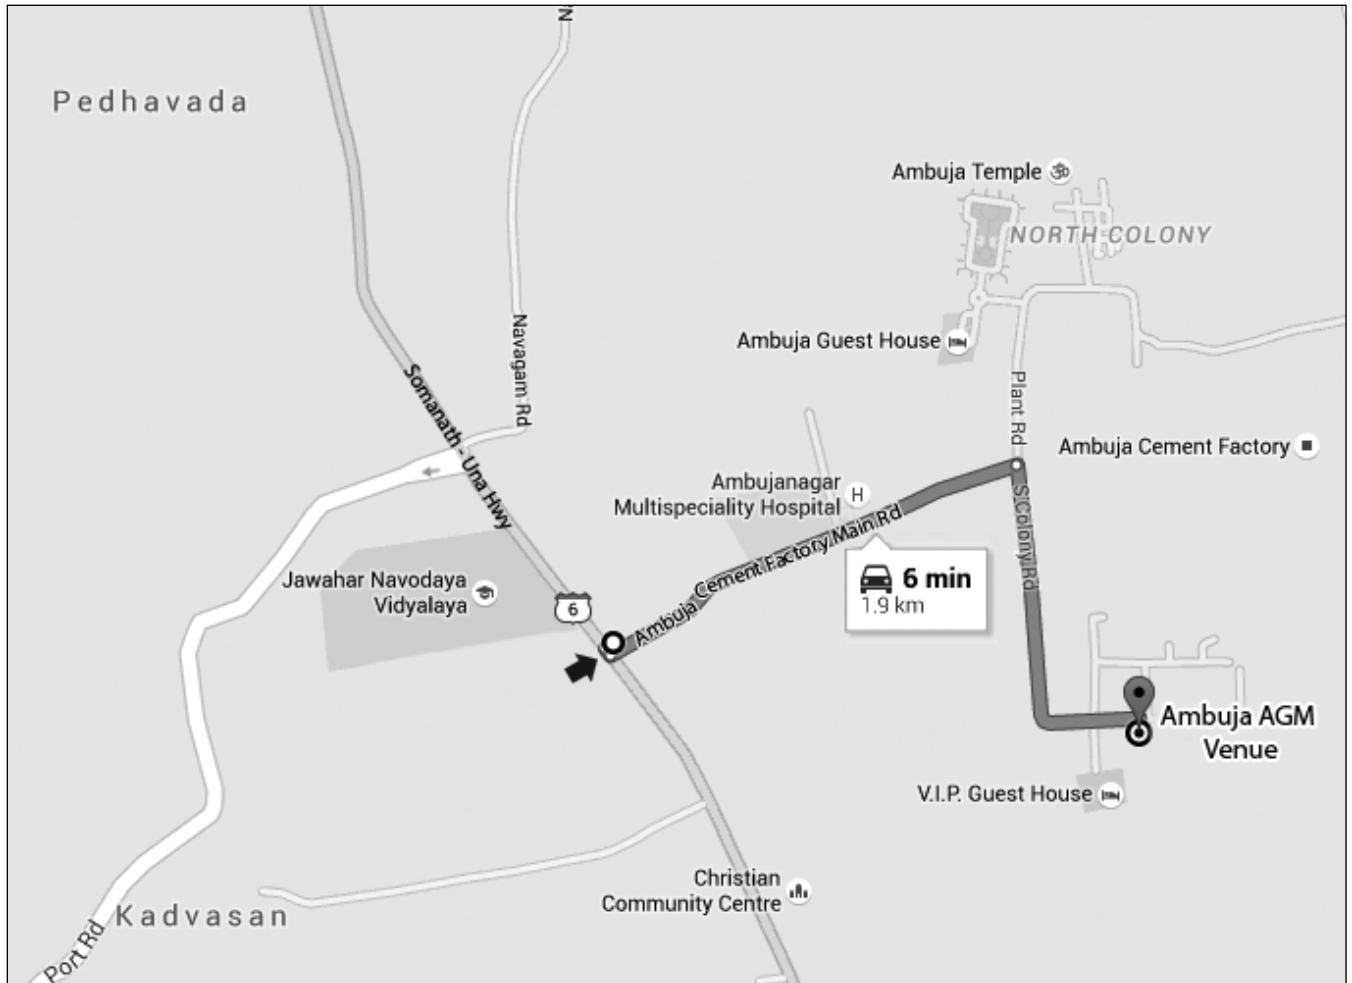 N
Pedhavada
Ambuja Temple
NORTH COLONY
Navagam Rd
Ambuja Guest House
Somanath - Una Hwy
Plant Rd
Ambuja Cement Factory
Ambujanagar
Multispeciality Hospital
H
S Colony Rd
Ambuja Cement Factory Main Rd
6 min
1.9 km
Jawahar Navodaya
Vidyalaya
6
Ambuja AGM
Venue
V.I.P. Guest House
Christian
Community Centre
Kadvasan
Port Rd